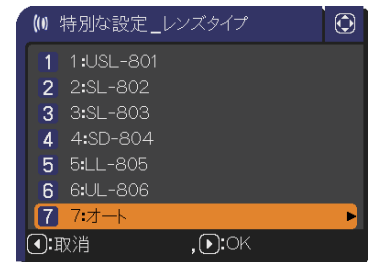 特別な設定_レンズタイプ
1 1:USL-801
2 2:SL-802
3 3:SL-803
4 4:SD-804
5 5:LL-805
6 6:UL-806
7 7:オート
:取消 ,:OK